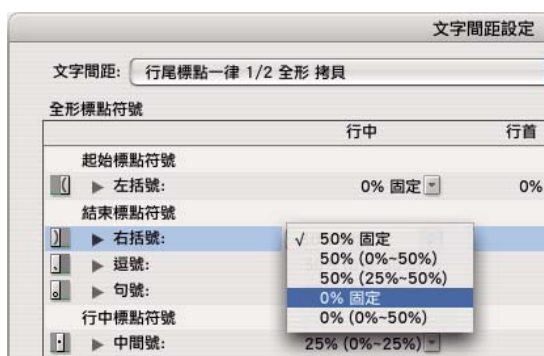 文字間距設定
文字間距: 行尾標點一律 1/2 全形 拷貝
全形標點符號
行中 行首
起始標點符號
左括號: 0% 固定 0%
結束標點符號
右括號: √ 50% 固定
50% (0%~50%)
逗號: 50% (25%~50%)
句號: 0% 固定
行中標點符號 0% (0%~50%)
中間號: 25% (0%~25%)